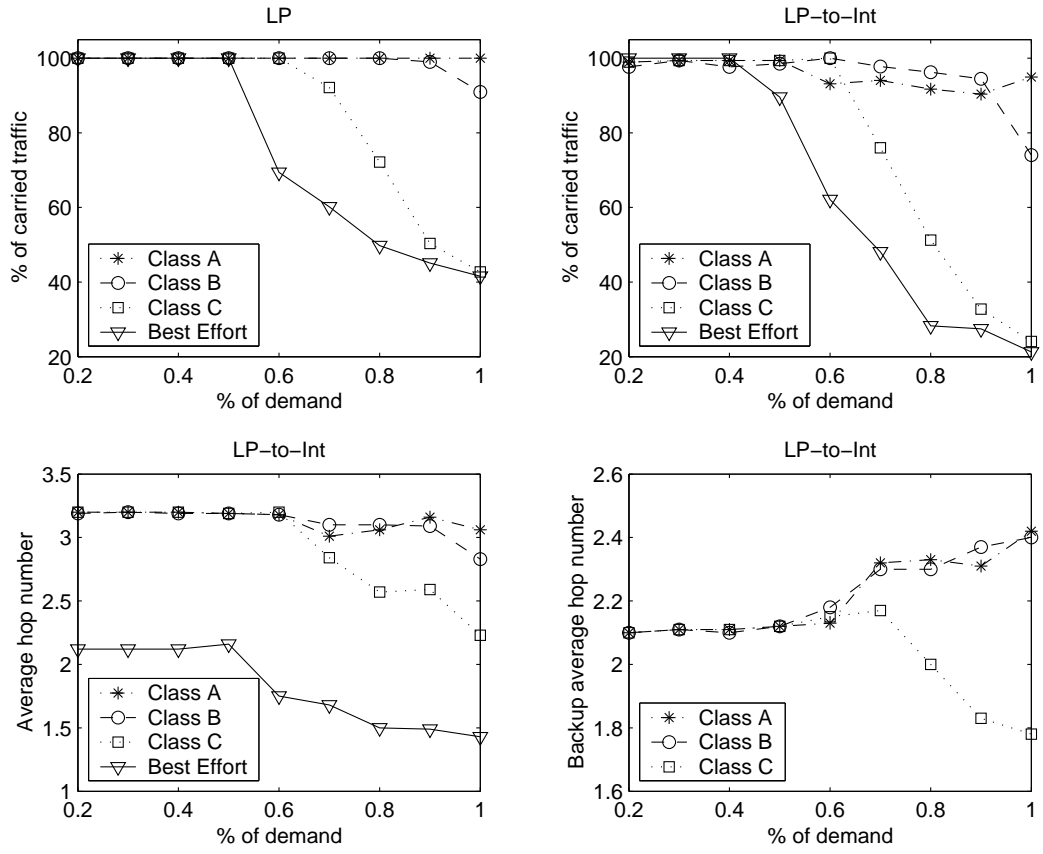 LP
% of carried traffic
100
80
60
40
20
Class A
Class B
Class C
Best Effort
0.2 0.4 0.6 0.8 1
% of demand
LP−to−Int
% of carried traffic
100
80
60
40
20
Class A
Class B
Class C
Best Effort
0.2 0.4 0.6 0.8 1
% of demand
LP−to−Int
Average hop number
3.5
3
2.5
2
1.5
1
Class A
Class B
Class C
Best Effort
0.2 0.4 0.6 0.8 1
% of demand
LP−to−Int
Backup average hop number
2.6
2.4
2.2
2
1.8
1.6
Class A
Class B
Class C
0.2 0.4 0.6 0.8 1
% of demand